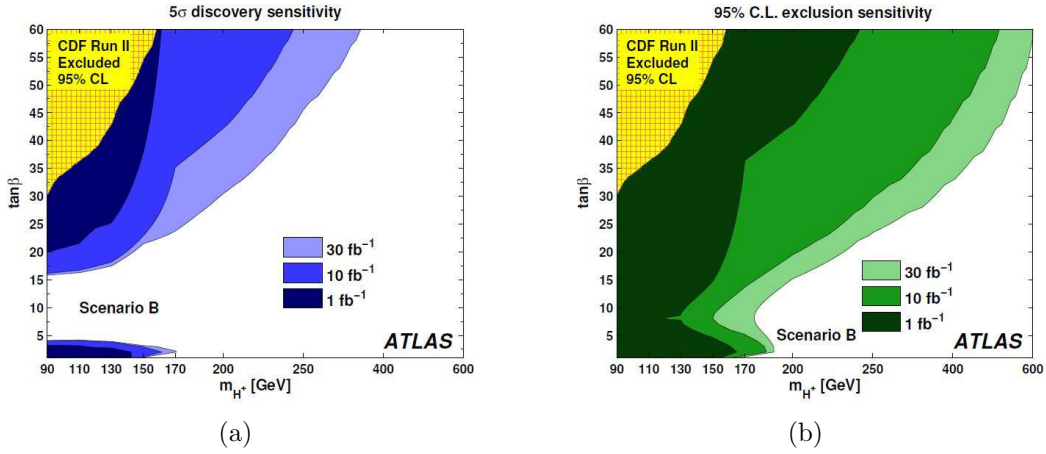 5σ discovery sensitivity
CDF Run II
Excluded
95% CL
30 fb⁻¹
10 fb⁻¹
1 fb⁻¹
Scenario B
ATLAS
tanβ
60
55
50
45
40
35
30
25
20
15
10
5
90 110 130 150 170 200 250 400 600
m_H⁺ [GeV]
(a)
95% C.L. exclusion sensitivity
CDF Run II
Excluded
95% CL
30 fb⁻¹
10 fb⁻¹
1 fb⁻¹
Scenario B
ATLAS
tanβ
60
55
50
45
40
35
30
25
20
15
10
5
90 110 130 150 170 200 250 400 600
m_H⁺ [GeV]
(b)